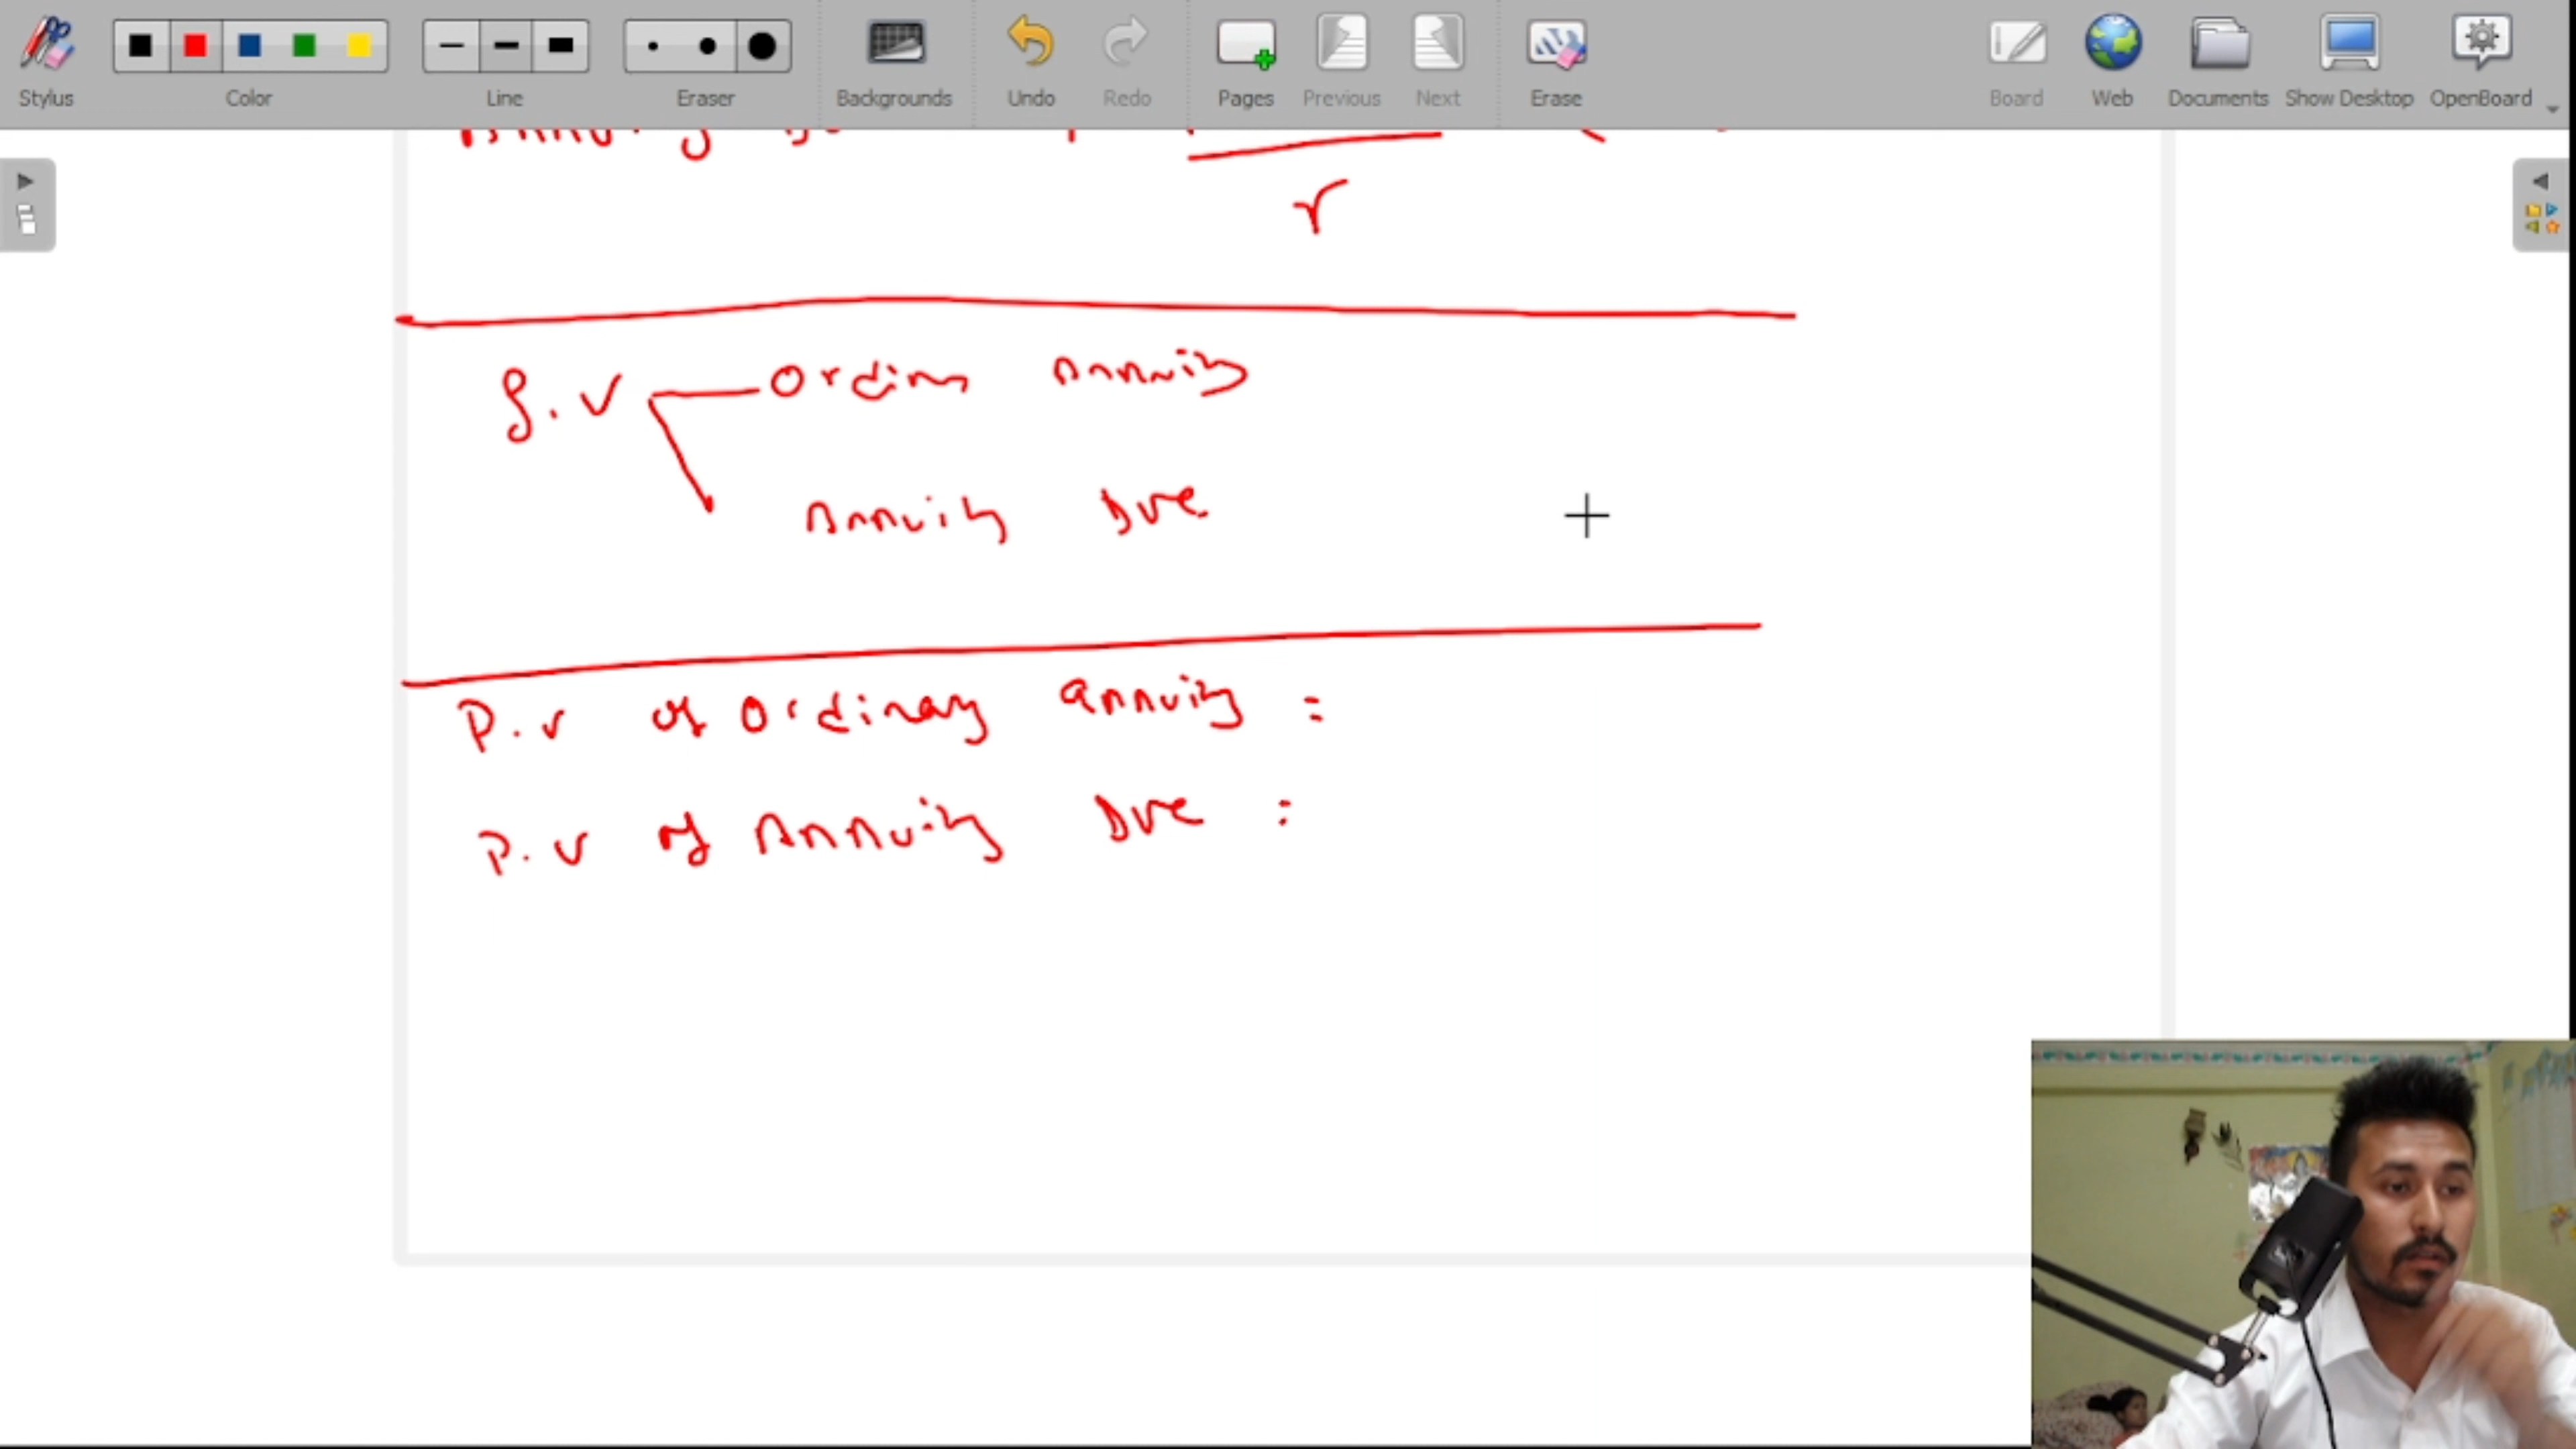 Stylus Color Line Eraser Backgrounds Undo Redo Pages Previous Next Erase Board Web Documents Show Desktop OpenBoard
r
f.v Ordinary Annuity
Annuity Due
P.v of Ordinary annuity =
P.v of Annuity Due =